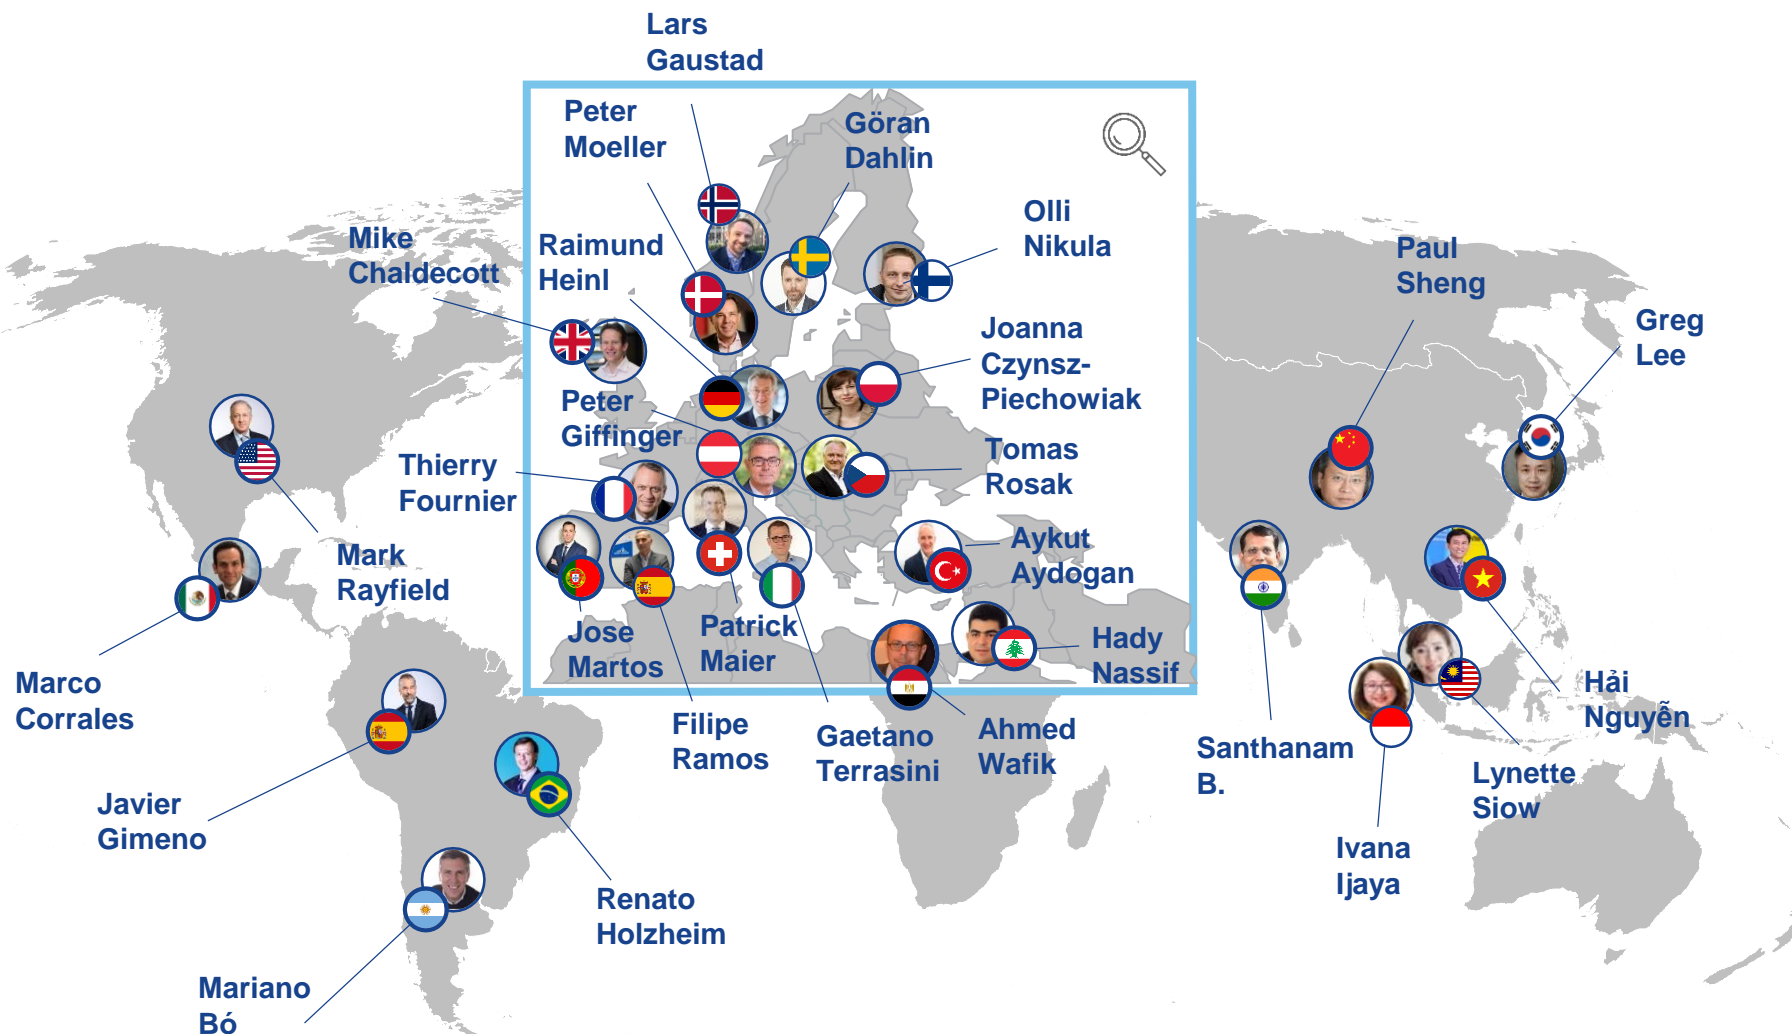 Lars
Gaustad
Peter
Moeller
Göran
Dahlin
Olli
Nikula
Mike
Chaldecott
Raimund
Heinl
Paul
Sheng
Greg
Lee
Joanna
Czynsz-
Piechowiak
Peter
Giffinger
Thierry
Fournier
Tomas
Rosak
Mark
Rayfield
Aykut
Aydogan
Jose
Martos
Patrick
Maier
Hady
Nassif
Marco
Corrales
Filipe
Ramos
Gaetano
Terrasini
Ahmed
Wafik
Santhanam
B.
Hải
Nguyễn
Lynette
Siow
Javier
Gimeno
Ivana
Ijaya
Renato
Holzheim
Mariano
Bó